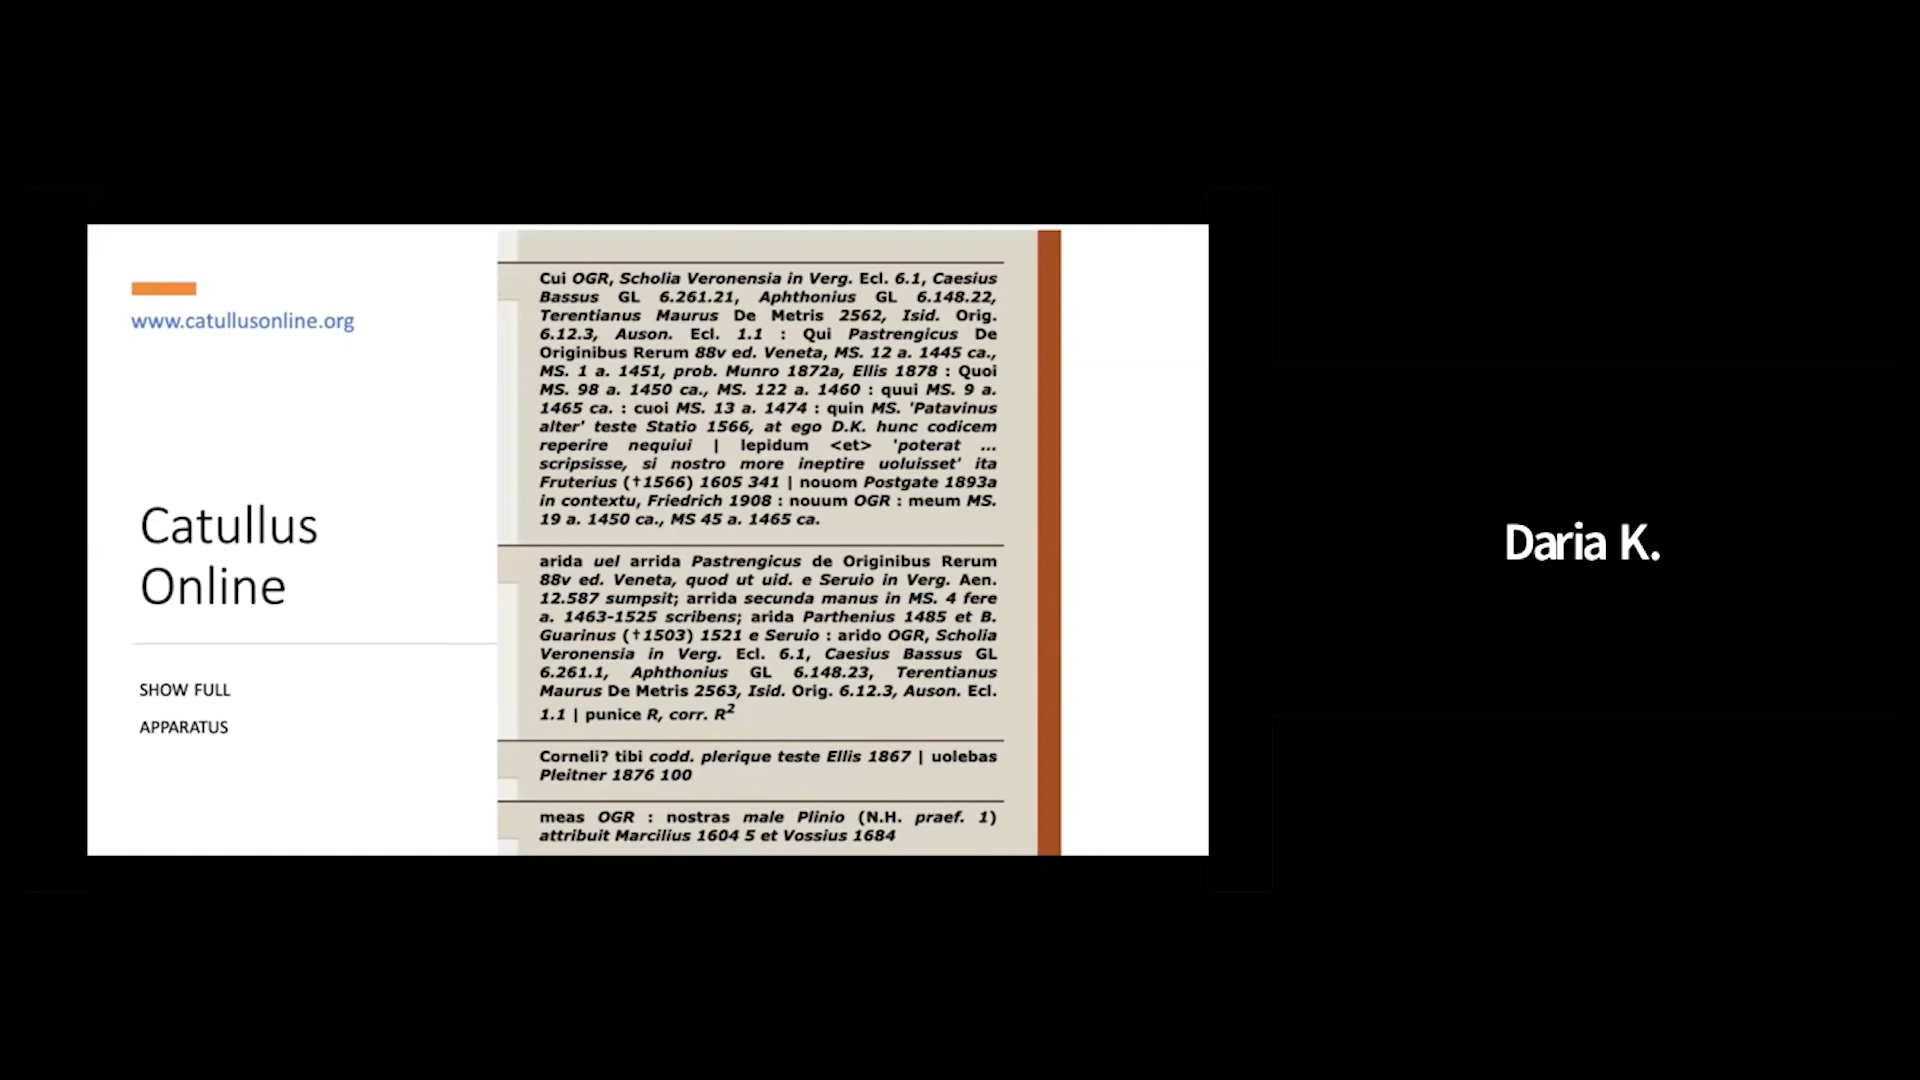 www.catullusonline.org
Catullus
Online
SHOW FULL
APPARATUS
Cui OGR, Scholia Veronensia in Verg. Ecl. 6.1, Caesius
Bassus GL 6.261.21, Aphthonius GL 6.148.22,
Terentianus Maurus De Metris 2562, Isid. Orig.
6.12.3, Auson. Ecl. 1.1 : Qui Pastrengicus De
Originibus Rerum 88v ed. Veneta, MS. 12 a. 1445 ca.,
MS. 1 a. 1451, prob. Munro 1872a, Ellis 1878 : Quoi
MS. 98 a. 1450 ca., MS. 122 a. 1460 : quui MS. 9 a.
1465 ca. : cuoi MS. 13 a. 1474 : quin MS. 'Patavinus
alter' teste Statio 1566, at ego D.K. hunc codicem
reperire nequiui | lepidum <et> 'poterat ...
scripsisse, si nostro more ineptire uoluisset' ita
Fruterius (†1566) 1605 341 | nouom Postgate 1893a
in contextu, Friedrich 1908 : nouum OGR : meum MS.
19 a. 1450 ca., MS 45 a. 1465 ca.
arida uel arrida Pastrengicus de Originibus Rerum
88v ed. Veneta, quod ut uid. e Seruio in Verg. Aen.
12.587 sumpsit; arrida secunda manus in MS. 4 fere
a. 1463-1525 scribens; arida Parthenius 1485 et B.
Guarinus (†1503) 1521 e Seruio : arido OGR, Scholia
Veronensia in Verg. Ecl. 6.1, Caesius Bassus GL
6.261.1, Aphthonius GL 6.148.23, Terentianus
Maurus De Metris 2563, Isid. Orig. 6.12.3, Auson. Ecl.
1.1 | punice R, corr. R²
Corneli? tibi codd. plerique teste Ellis 1867 | uolebas
Pleitner 1876 100
meas OGR : nostras male Plinio (N.H. praef. 1)
attribuit Marcilius 1604 5 et Vossius 1684
Daria K.